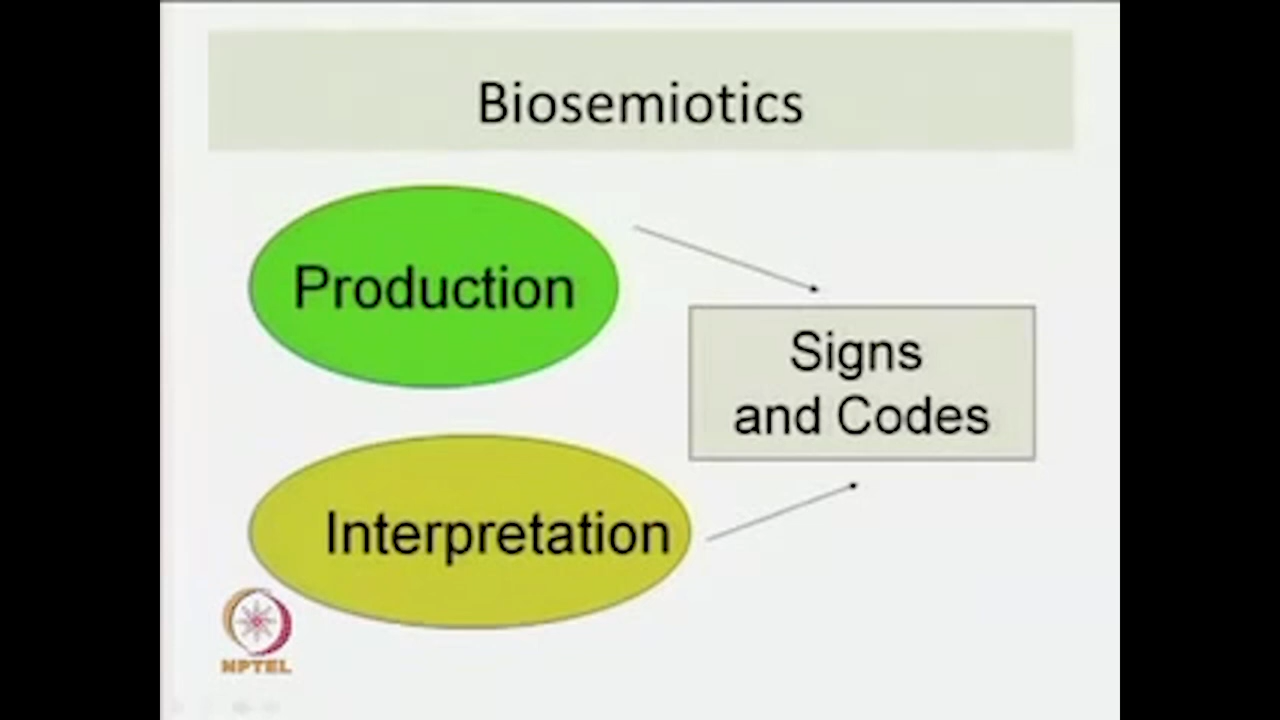 Biosemiotics
Production
Signs
and Codes
Interpretation
NPTEL